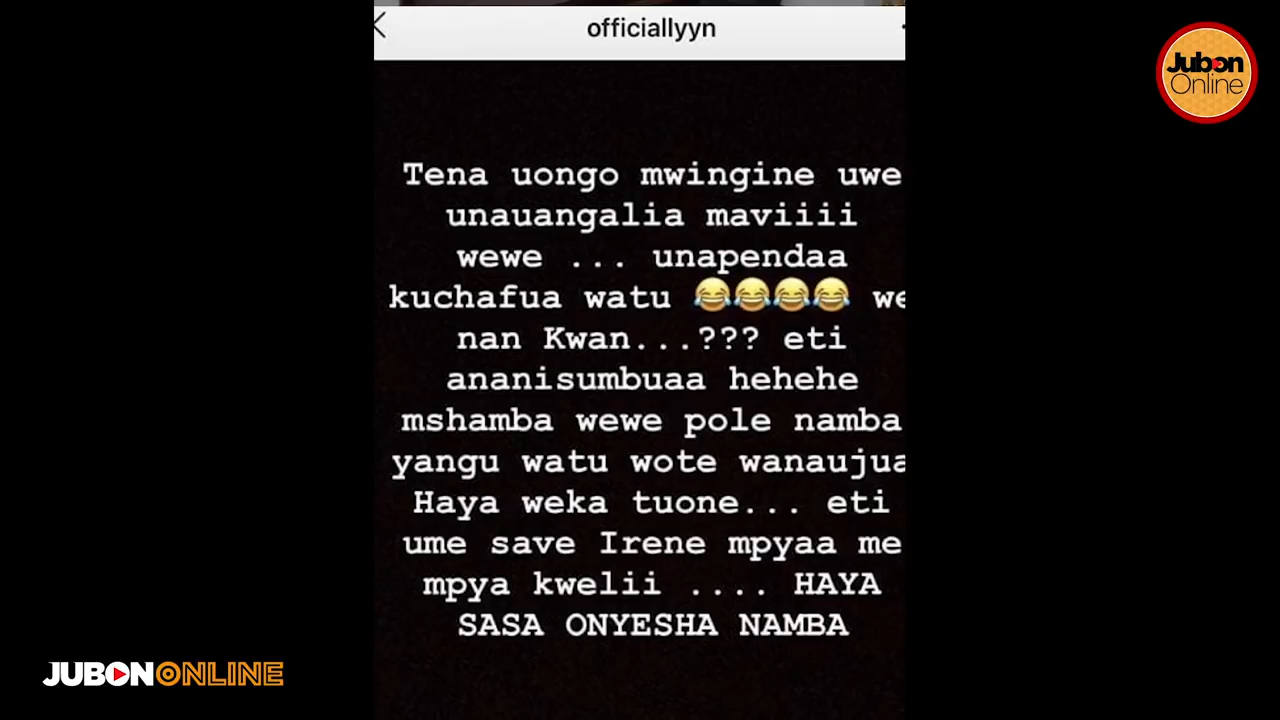 officiallyyn
Jubon
Online
Tena uongo mwingine uwe
unauangalia maviiii
wewe ... unapendaa
kuchafua watu 😂😂😂😂 we
nan Kwan...??? eti
ananisumbuaa hehehe
mshamba wewe pole namba
yangu watu wote wanaujua
Haya weka tuone... eti
ume save Irene mpyaa me
mpya kwelii .... HAYA
SASA ONYESHA NAMBA
JUBONONLINE